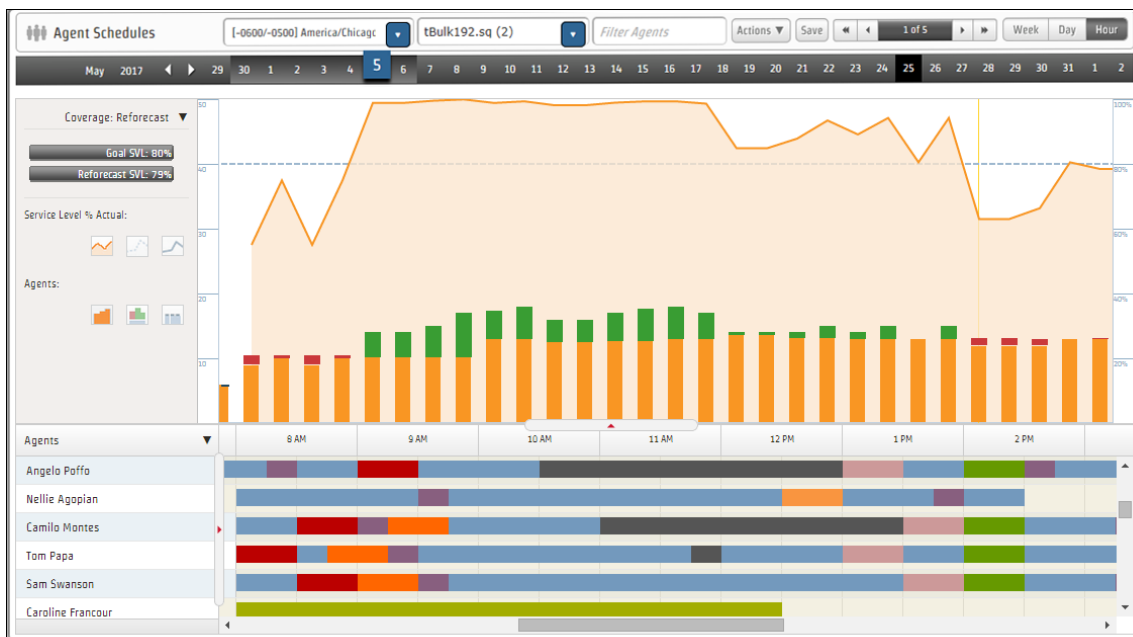 Agent Schedules
[-0600/-0500] America/Chicago
tBulk192.sq (2)
Filter Agents
Actions ▼
Save
1 of 5
Week Day Hour
May 2017 29 30 1 2 3 4 5 6 7 8 9 10 11 12 13 14 15 16 17 18 19 20 21 22 23 24 25 26 27 28 29 30 31 1 2
Coverage: Reforecast ▼
Goal SVL: 80%
Reforecast SVL: 79%
Service Level % Actual:
Agents:
50
40
30
20
10
100%
80%
60%
40%
20%
Agents ▼
8 AM 9 AM 10 AM 11 AM 12 PM 1 PM 2 PM
Angelo Poffo
Nellie Agopian
Camilo Montes
Tom Papa
Sam Swanson
Caroline Francour